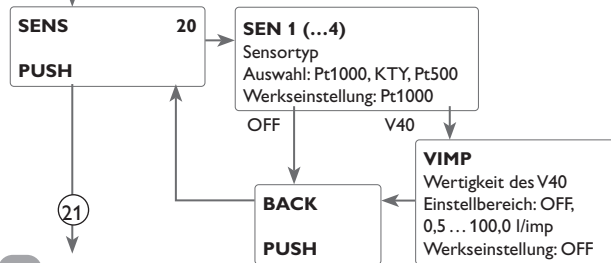 SENS 20
PUSH
SEN 1 (…4)
Sensortyp
Auswahl: Pt1000, KTY, Pt500
Werkseinstellung: Pt1000
OFF
V40
VIMP
Wertigkeit des V40
Einstellbereich: OFF,
0,5 … 100,0 l/imp
Werkseinstellung: OFF
BACK
PUSH
21